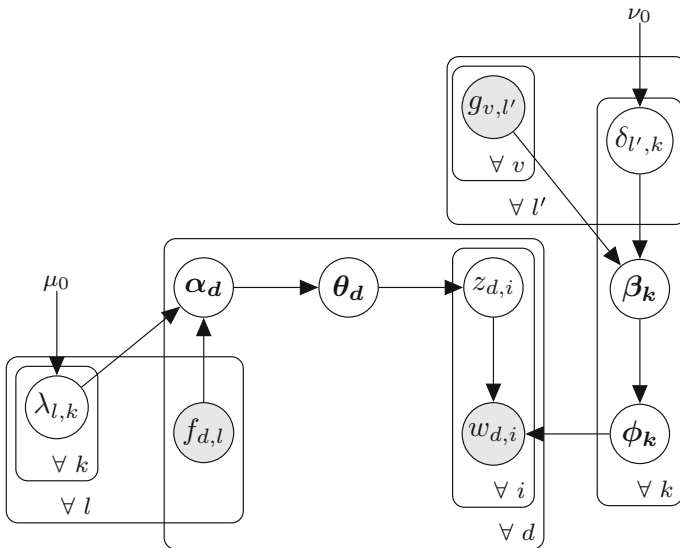 ν₀
g_{v,l′}
δ_{l′,k}
∀ v
∀ l′
μ₀
α_d
θ_d
z_{d,i}
β_k
λ_{l,k}
f_{d,l}
w_{d,i}
ϕ_k
∀ k
∀ i
∀ k
∀ l
∀ d